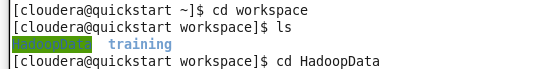 [cloudera@quickstart ~]$ cd workspace
[cloudera@quickstart workspace]$ ls
HadoopData  training
[cloudera@quickstart workspace]$ cd HadoopData